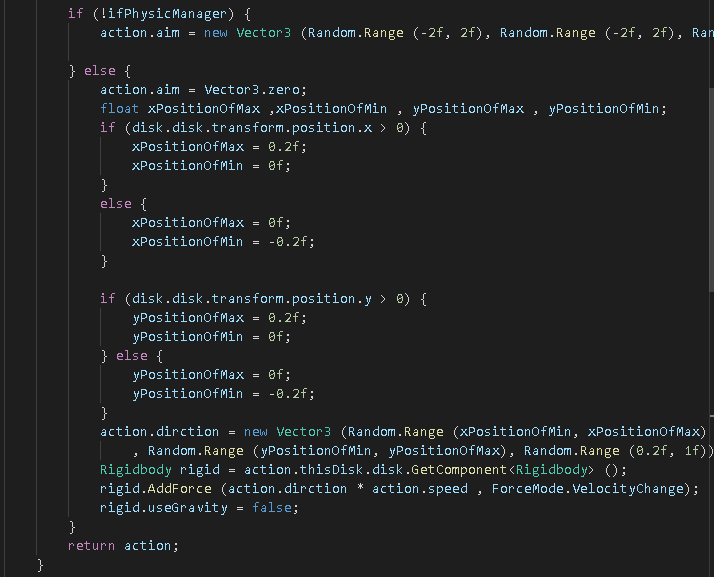 if (!ifPhysicManager) {
action.aim = new Vector3 (Random.Range (-2f, 2f), Random.Range (-2f, 2f), Ran
} else {
action.aim = Vector3.zero;
float xPositionOfMax ,xPositionOfMin , yPositionOfMax , yPositionOfMin;
if (disk.disk.transform.position.x > 0) {
xPositionOfMax = 0.2f;
xPositionOfMin = 0f;
}
else {
xPositionOfMax = 0f;
xPositionOfMin = -0.2f;
}
if (disk.disk.transform.position.y > 0) {
yPositionOfMax = 0.2f;
yPositionOfMin = 0f;
} else {
yPositionOfMax = 0f;
yPositionOfMin = -0.2f;
}
action.dirction = new Vector3 (Random.Range (xPositionOfMin, xPositionOfMax)
, Random.Range (yPositionOfMin, yPositionOfMax), Random.Range (0.2f, 1f))
Rigidbody rigid = action.thisDisk.disk.GetComponent<Rigidbody> ();
rigid.AddForce (action.dirction * action.speed , ForceMode.VelocityChange);
rigid.useGravity = false;
}
return action;
}